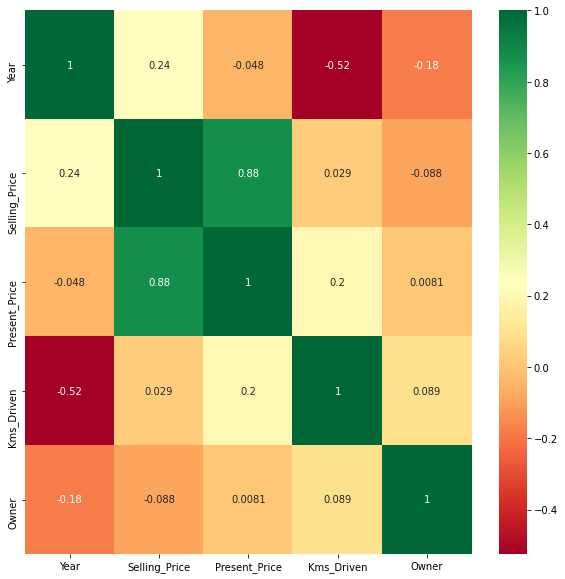 Year 1 0.24 -0.048 -0.52 -0.18
Selling_Price 0.24 1 0.88 0.029 -0.088
Present_Price -0.048 0.88 1 0.2 0.0081
Kms_Driven -0.52 0.029 0.2 1 0.089
Owner -0.18 -0.088 0.0081 0.089 1
Year Selling_Price Present_Price Kms_Driven Owner
1.0
0.8
0.6
0.4
0.2
0.0
−0.2
−0.4